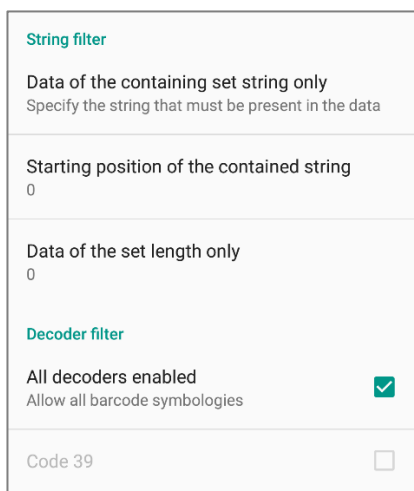 String filter
Data of the containing set string only
Specify the string that must be present in the data
Starting position of the contained string
0
Data of the set length only
0
Decoder filter
All decoders enabled
Allow all barcode symbologies
Code 39